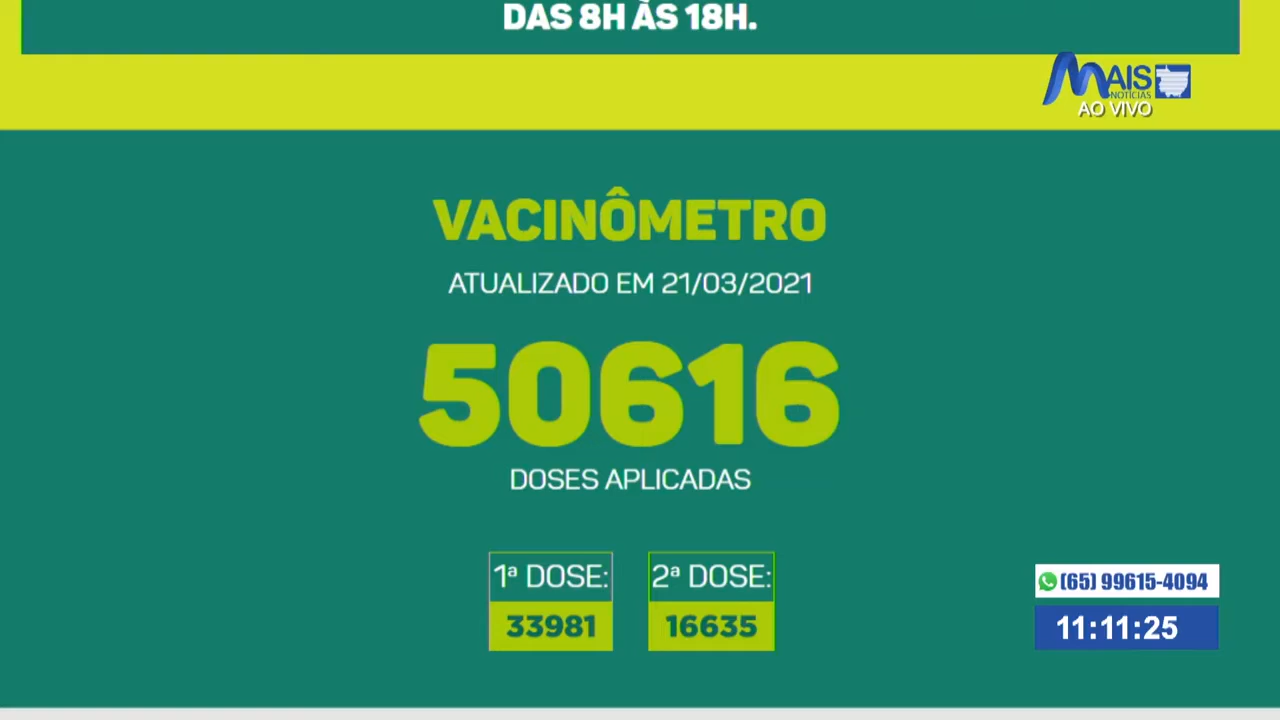 DAS 8H ÀS 18H.
MAIS
NOTÍCIAS
AO VIVO
VACINÔMETRO
ATUALIZADO EM 21/03/2021
50616
DOSES APLICADAS
1ª DOSE:
33981
2ª DOSE:
16635
(65) 99615-4094
11:11:25